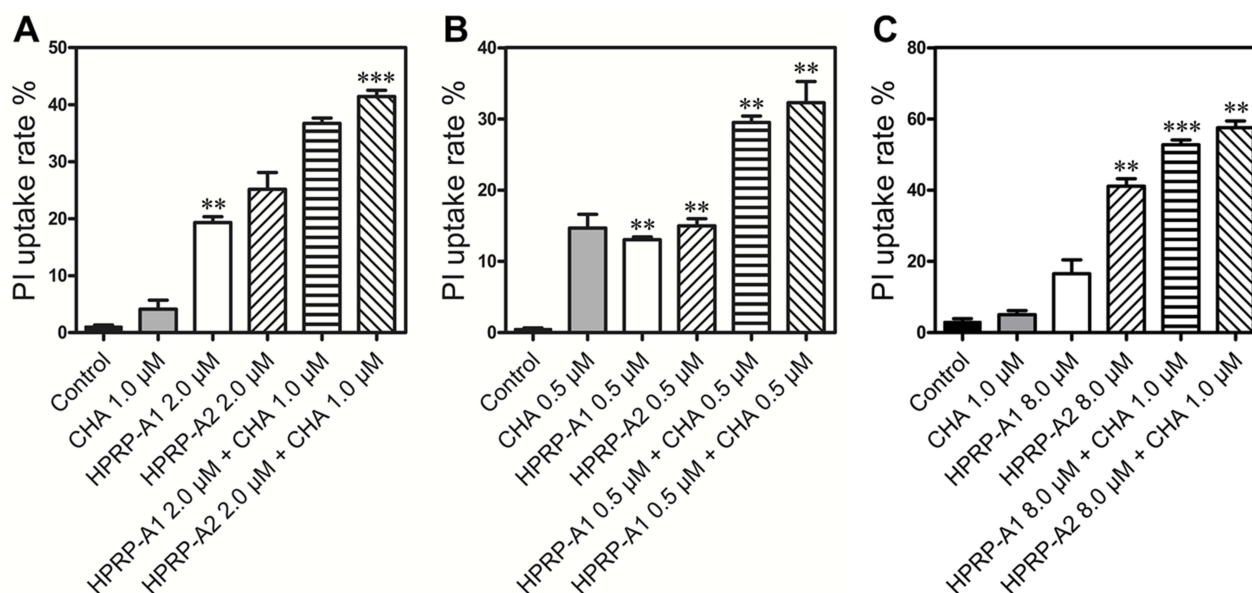 A
PI uptake rate %
50
40
30
20
10
0
**
***
Control
CHA 1.0 µM
HPRP-A1 2.0 µM
HPRP-A2 2.0 µM
HPRP-A1 2.0 µM + CHA 1.0 µM
HPRP-A2 2.0 µM + CHA 1.0 µM
B
PI uptake rate %
40
30
20
10
0
**
**
**
**
Control
CHA 0.5 µM
HPRP-A1 0.5 µM
HPRP-A2 0.5 µM
HPRP-A1 0.5 µM + CHA 0.5 µM
HPRP-A1 0.5 µM + CHA 0.5 µM
C
PI uptake rate %
80
60
40
20
0
**
***
**
Control
CHA 1.0 µM
HPRP-A1 8.0 µM
HPRP-A2 8.0 µM
HPRP-A1 8.0 µM + CHA 1.0 µM
HPRP-A2 8.0 µM + CHA 1.0 µM